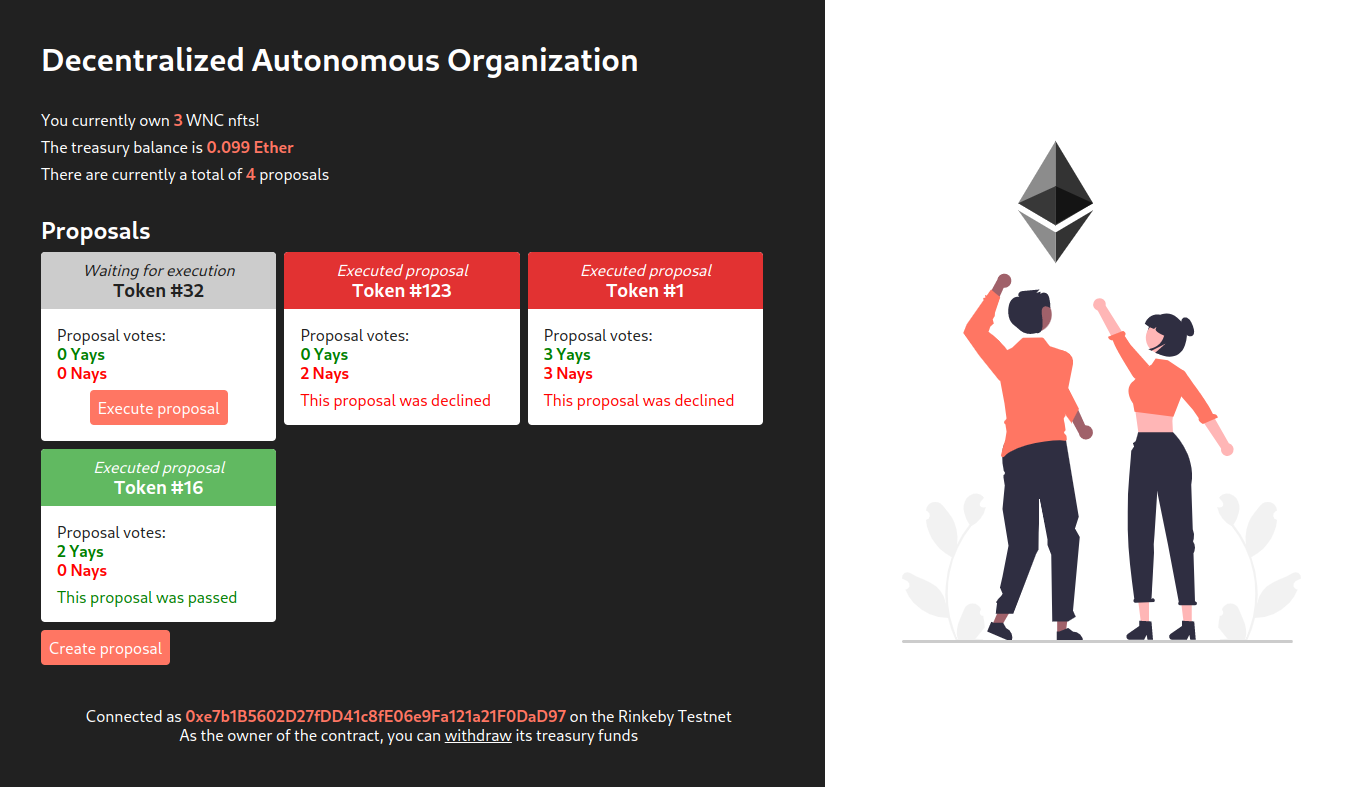 Decentralized Autonomous Organization
You currently own 3 WNC nfts!
The treasury balance is 0.099 Ether
There are currently a total of 4 proposals
Proposals
Waiting for execution
Token #32
Proposal votes:
0 Yays
0 Nays
Execute proposal
Executed proposal
Token #123
Proposal votes:
0 Yays
2 Nays
This proposal was declined
Executed proposal
Token #1
Proposal votes:
3 Yays
3 Nays
This proposal was declined
Executed proposal
Token #16
Proposal votes:
2 Yays
0 Nays
This proposal was passed
Create proposal
Connected as 0xe7b1B5602D27fDD41c8fE06e9Fa121a21F0DaD97 on the Rinkeby Testnet
As the owner of the contract, you can withdraw its treasury funds